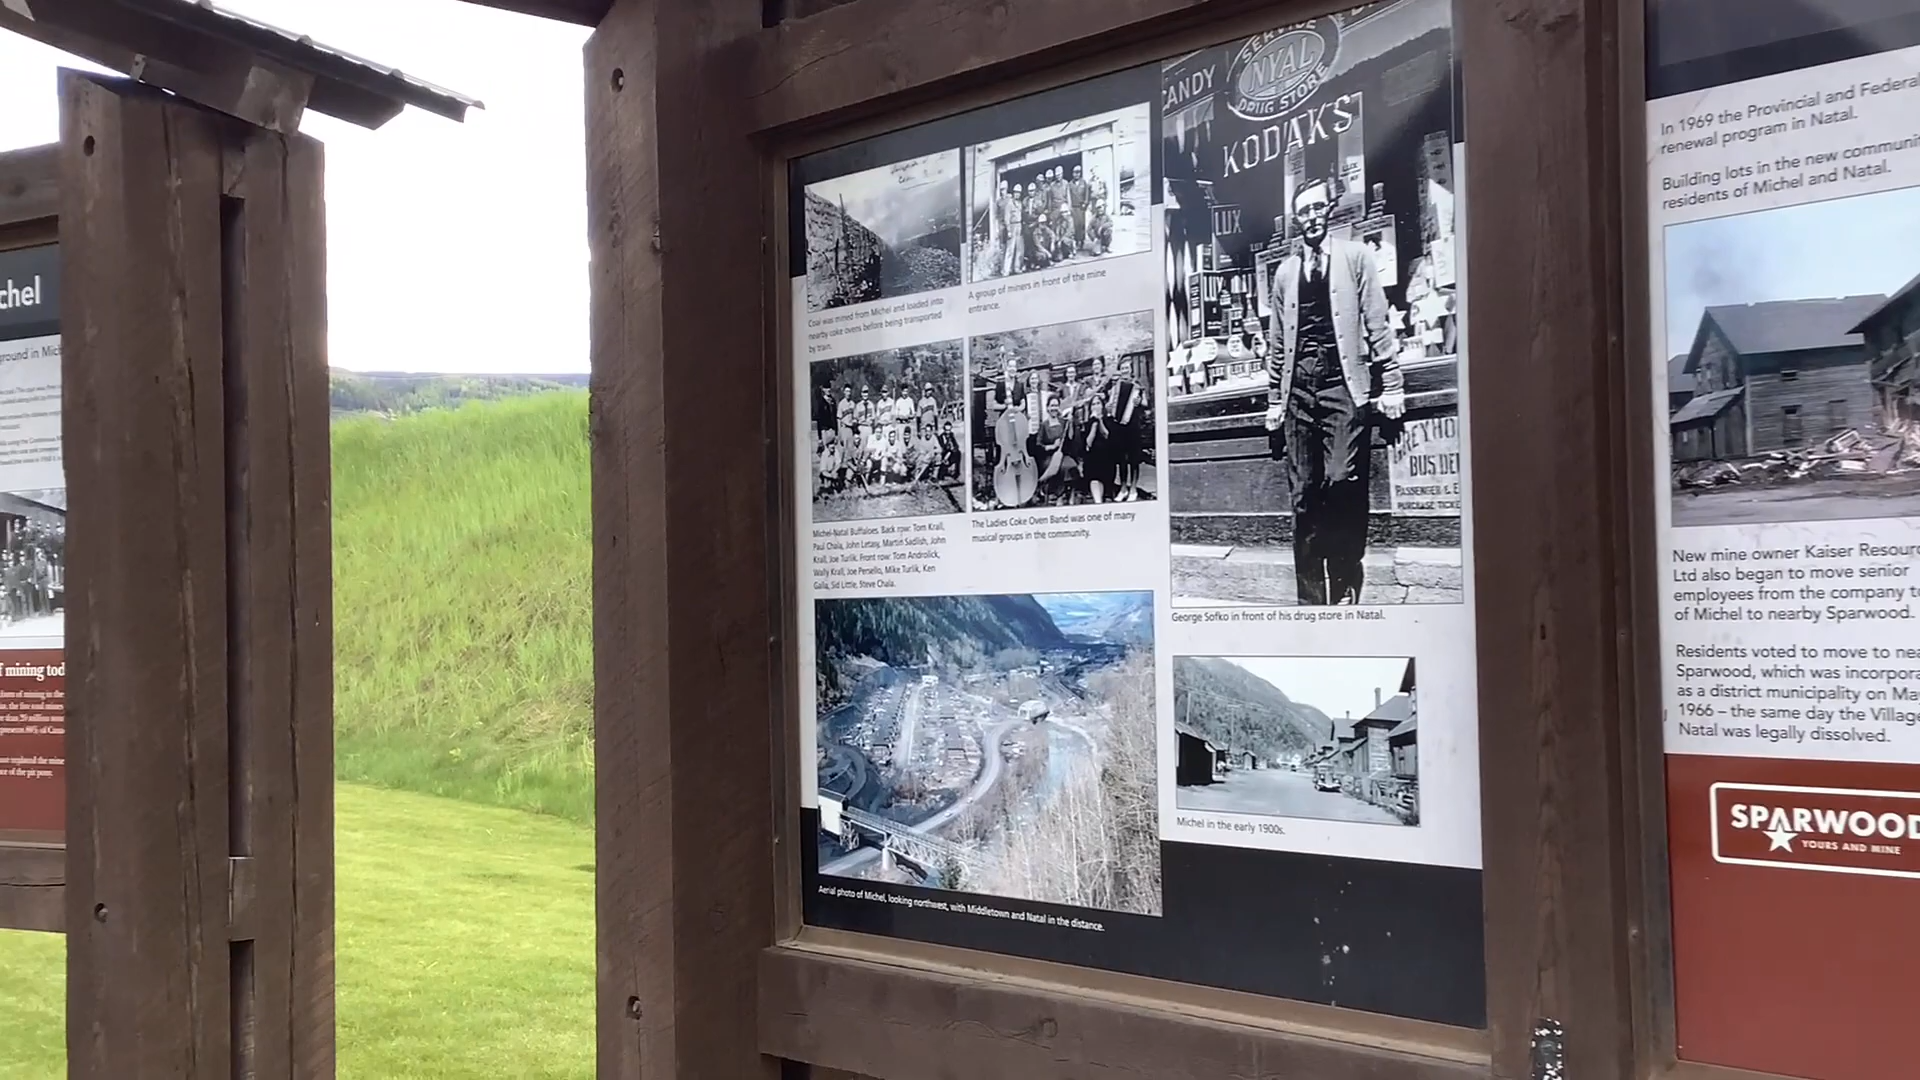 chel
ground in Mich
f mining tod
Coal was mined from Michel and loaded into
nearby coke ovens before being transported
by train.
A group of miners in front of the mine
entrance.
Michel-Natal Buffaloes. Back row: Tom Krall,
Paul Chala, John Letasy, Martin Sadlish, John
Krall, Joe Turlik. Front row: Tom Androlick,
Wally Krall, Joe Persello, Mike Turlik, Ken
Galla, Sid Little, Steve Chala.
The Ladies Coke Oven Band was one of many
musical groups in the community.
Aerial photo of Michel, looking northwest, with Middletown and Natal in the distance.
CANDY
SERVICE
NYAL
DRUG STORE
KODAKS
LUX
GREYHO
BUS DE
PASSENGER & E
PURCHASE TICKE
George Sofko in front of his drug store in Natal.
Michel in the early 1900s.
In 1969 the Provincial and Federa
renewal program in Natal.
Building lots in the new communi
residents of Michel and Natal.
New mine owner Kaiser Resourc
Ltd also began to move senior
employees from the company to
of Michel to nearby Sparwood.
Residents voted to move to nea
Sparwood, which was incorpora
as a district municipality on Ma
1966 – the same day the Village
Natal was legally dissolved.
SPARWOOD
YOURS AND MINE